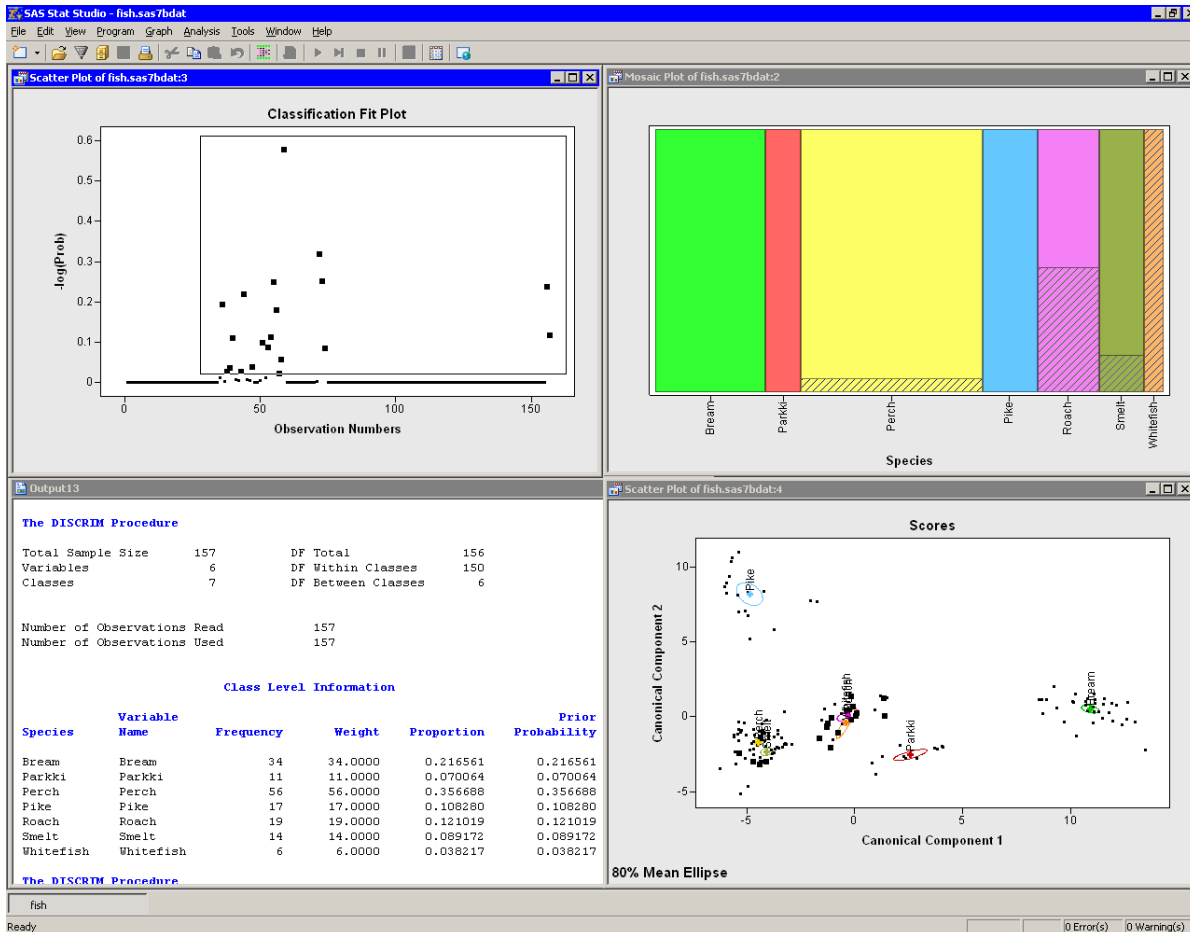 SAS Stat Studio - fish.sas7bdat
File Edit View Program Graph Analysis Tools Window Help
Scatter Plot of fish.sas7bdat:3
Classification Fit Plot
-log(Prob)
0.6
0.5
0.4
0.3
0.2
0.1
0
0 50 100 150
Observation Numbers
Mosaic Plot of fish.sas7bdat:2
Bream Parkki Perch Pike Roach Smelt Whitefish
Species
Output13
The DISCRIM Procedure
Total Sample Size 157 DF Total 156
Variables 6 DF Within Classes 150
Classes 7 DF Between Classes 6
Number of Observations Read 157
Number of Observations Used 157
Class Level Information
Variable Prior
Species Name Frequency Weight Proportion Probability
Bream Bream 34 34.0000 0.216561 0.216561
Parkki Parkki 11 11.0000 0.070064 0.070064
Perch Perch 56 56.0000 0.356688 0.356688
Pike Pike 17 17.0000 0.108280 0.108280
Roach Roach 19 19.0000 0.121019 0.121019
Smelt Smelt 14 14.0000 0.089172 0.089172
Whitefish Whitefish 6 6.0000 0.038217 0.038217
The DISCRIM Procedure
Scatter Plot of fish.sas7bdat:4
Scores
Canonical Component 2
10
5
0
-5
Pike
Bream
Parkki
-5 0 5 10
Canonical Component 1
80% Mean Ellipse
fish
Ready
0 Error(s) 0 Warning(s)